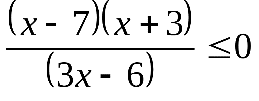 (x − 7)(x + 3)
(3x − 6) ≤0